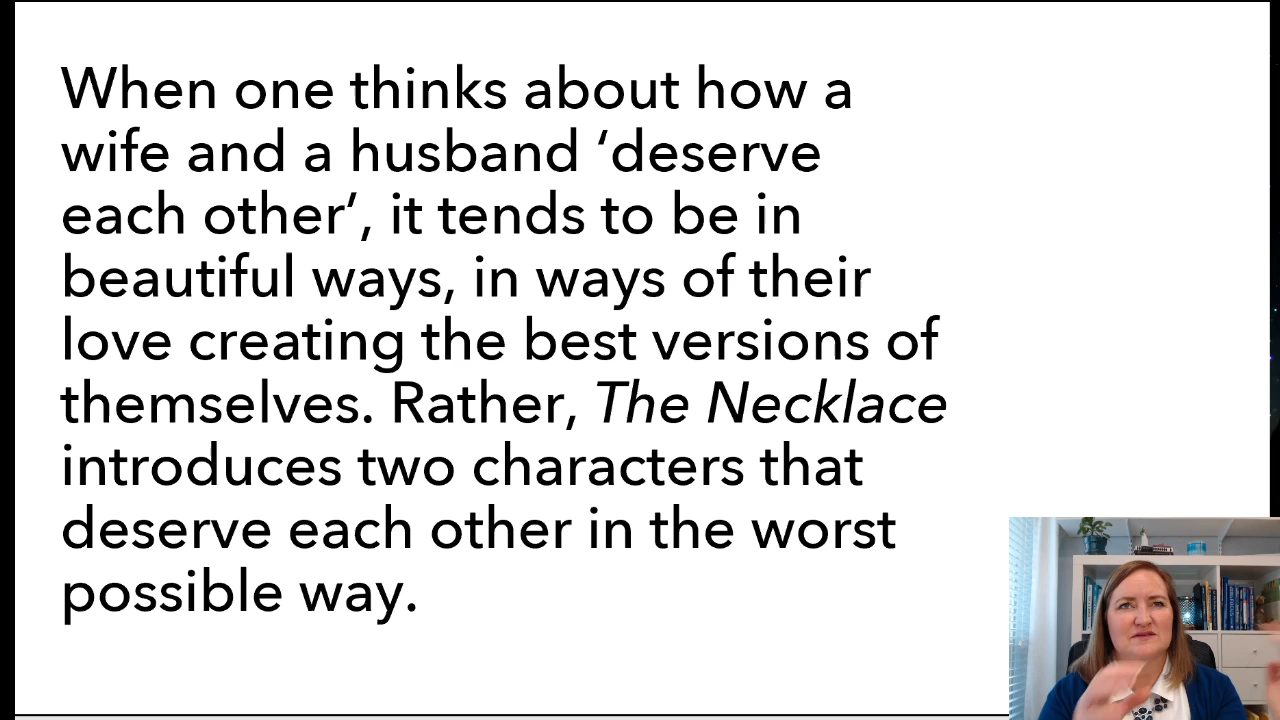 When one thinks about how a
wife and a husband ‘deserve
each other’, it tends to be in
beautiful ways, in ways of their
love creating the best versions of
themselves. Rather, The Necklace
introduces two characters that
deserve each other in the worst
possible way.